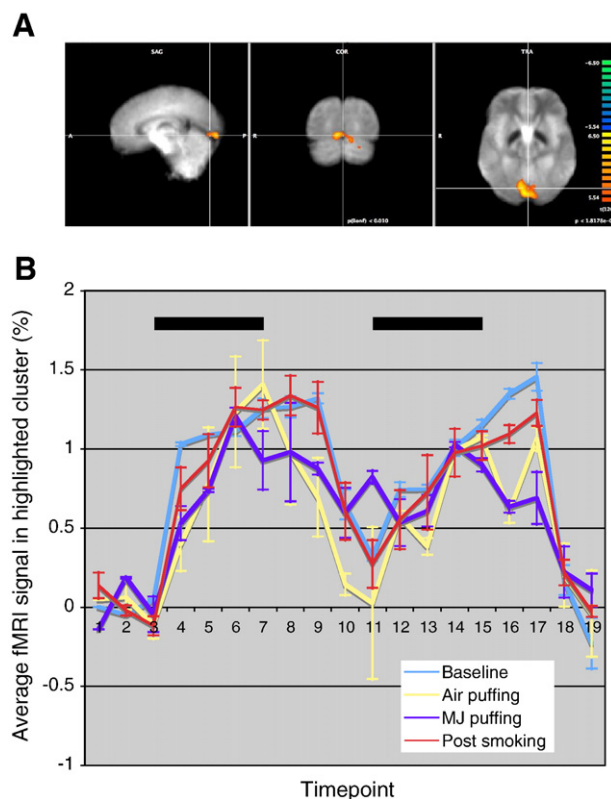 A
SAG
COR
TRA
A
P
R
R
-6.50
-5.54
6.50
5.54
p(Bonf) < 0.010
B
Average fMRI signal in highlighted cluster (%)
2
1.5
1
0.5
0
-0.5
-1
1 2 3 4 5 6 7 8 9 10 11 12 13 14 15 16 17 18 19
Baseline
Air puffing
MJ puffing
Post smoking
Timepoint